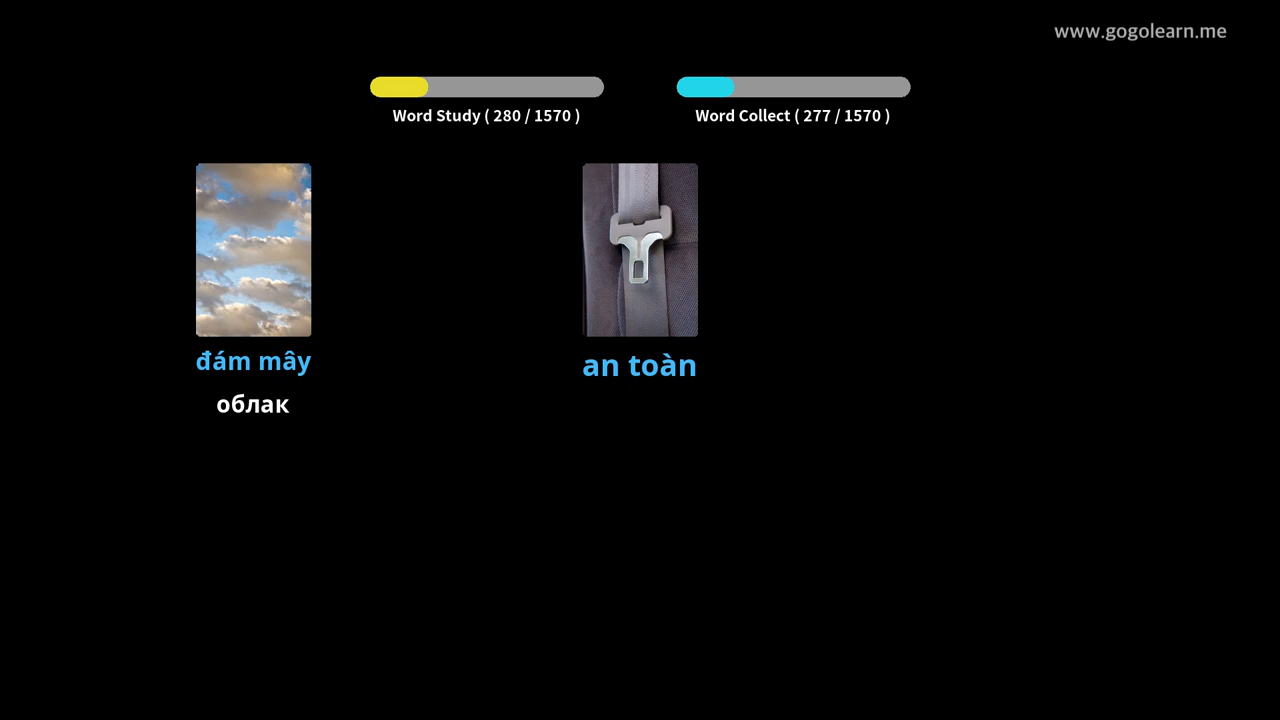 www.gogolearn.me
Word Study ( 280 / 1570 )
Word Collect ( 277 / 1570 )
đám mây
an toàn
облак